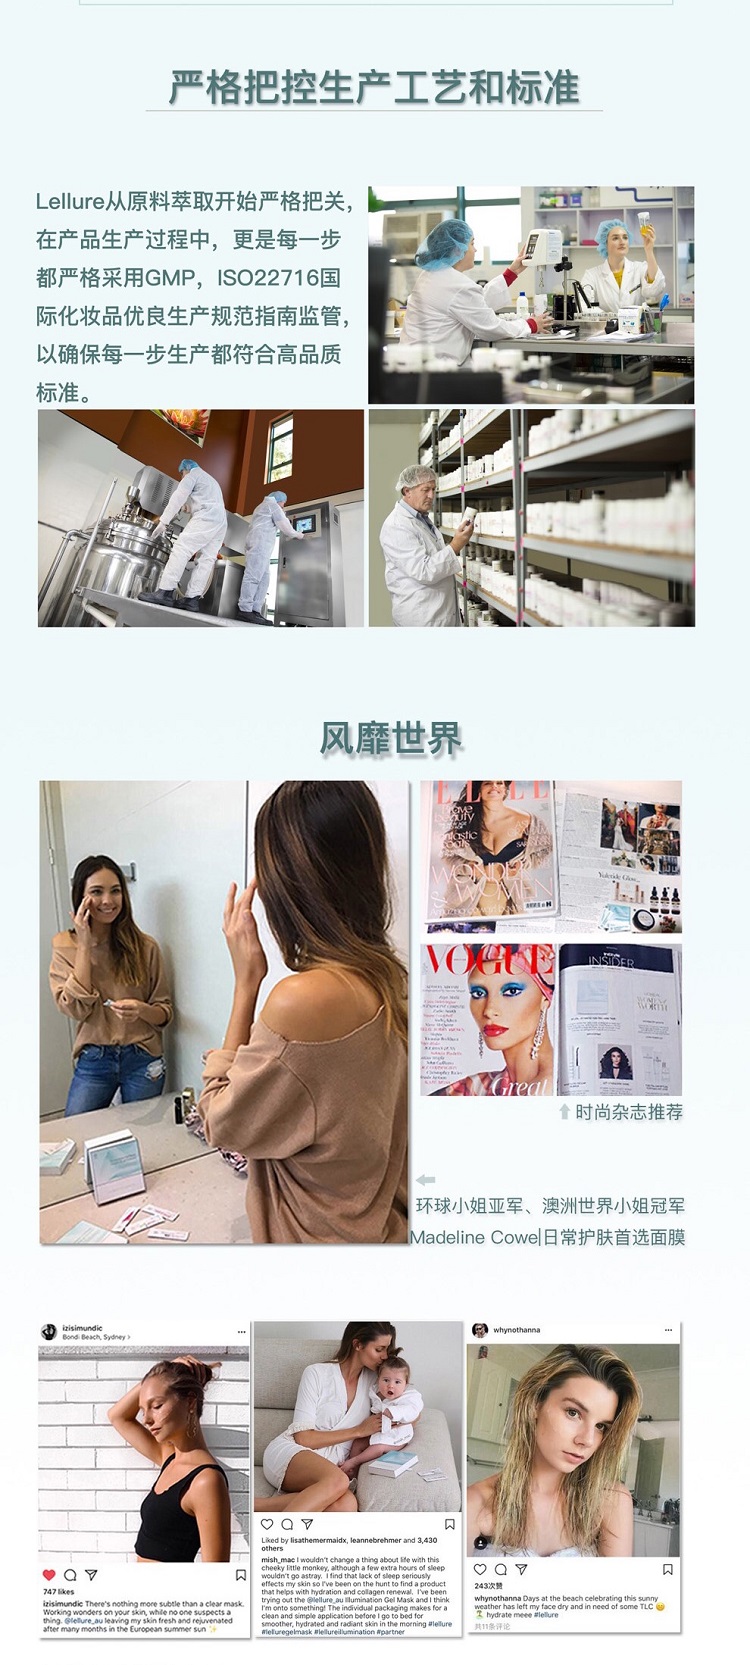 严格把控生产工艺和标准
Lellure从原料萃取开始严格把关，
在产品生产过程中，更是每一步
都严格采用GMP，ISO22716国
际化妆品优良生产规范指南监管，
以确保每一步生产都符合高品质
标准。
风靡世界
ELLE
WONDER
WOMEN
Yuletide Glow...
VOGUE
INSIDER
Great
时尚杂志推荐
环球小姐亚军、澳洲世界小姐冠军
Madeline Cowe|日常护肤首选面膜
izisimundic
Bondi Beach, Sydney >
747 likes
izisimundic There's nothing more subtle than a clear mask.
Working wonders on your skin, while no one suspects a
thing. @lellure_au leaving my skin fresh and rejuvenated
after many months in the European summer sun ✨
Liked by lisathemermaidx, leannebrehmer and 3,430
others
mish_mac I wouldn't change a thing about life with this
cheeky little monkey, although a few extra hours of sleep
wouldn't go astray. I find that lack of sleep seriously
effects my skin so I've been on the hunt to find a product
that helps with hydration and collagen renewal. I've been
trying out the @lellure_au Illumination Gel Mask and I think
I'm onto something! The individual packaging makes for a
clean and simple application before I go to bed for
smoother, hydrated and radiant skin in the morning #lellure
#lelluregelmask #lellureillumination #partner
whynothanna
243次赞
whynothanna Days at the beach celebrating this sunny
weather has left my face dry and in need of some TLC 😊
🌴 hydrate meee #lellure
共11条评论